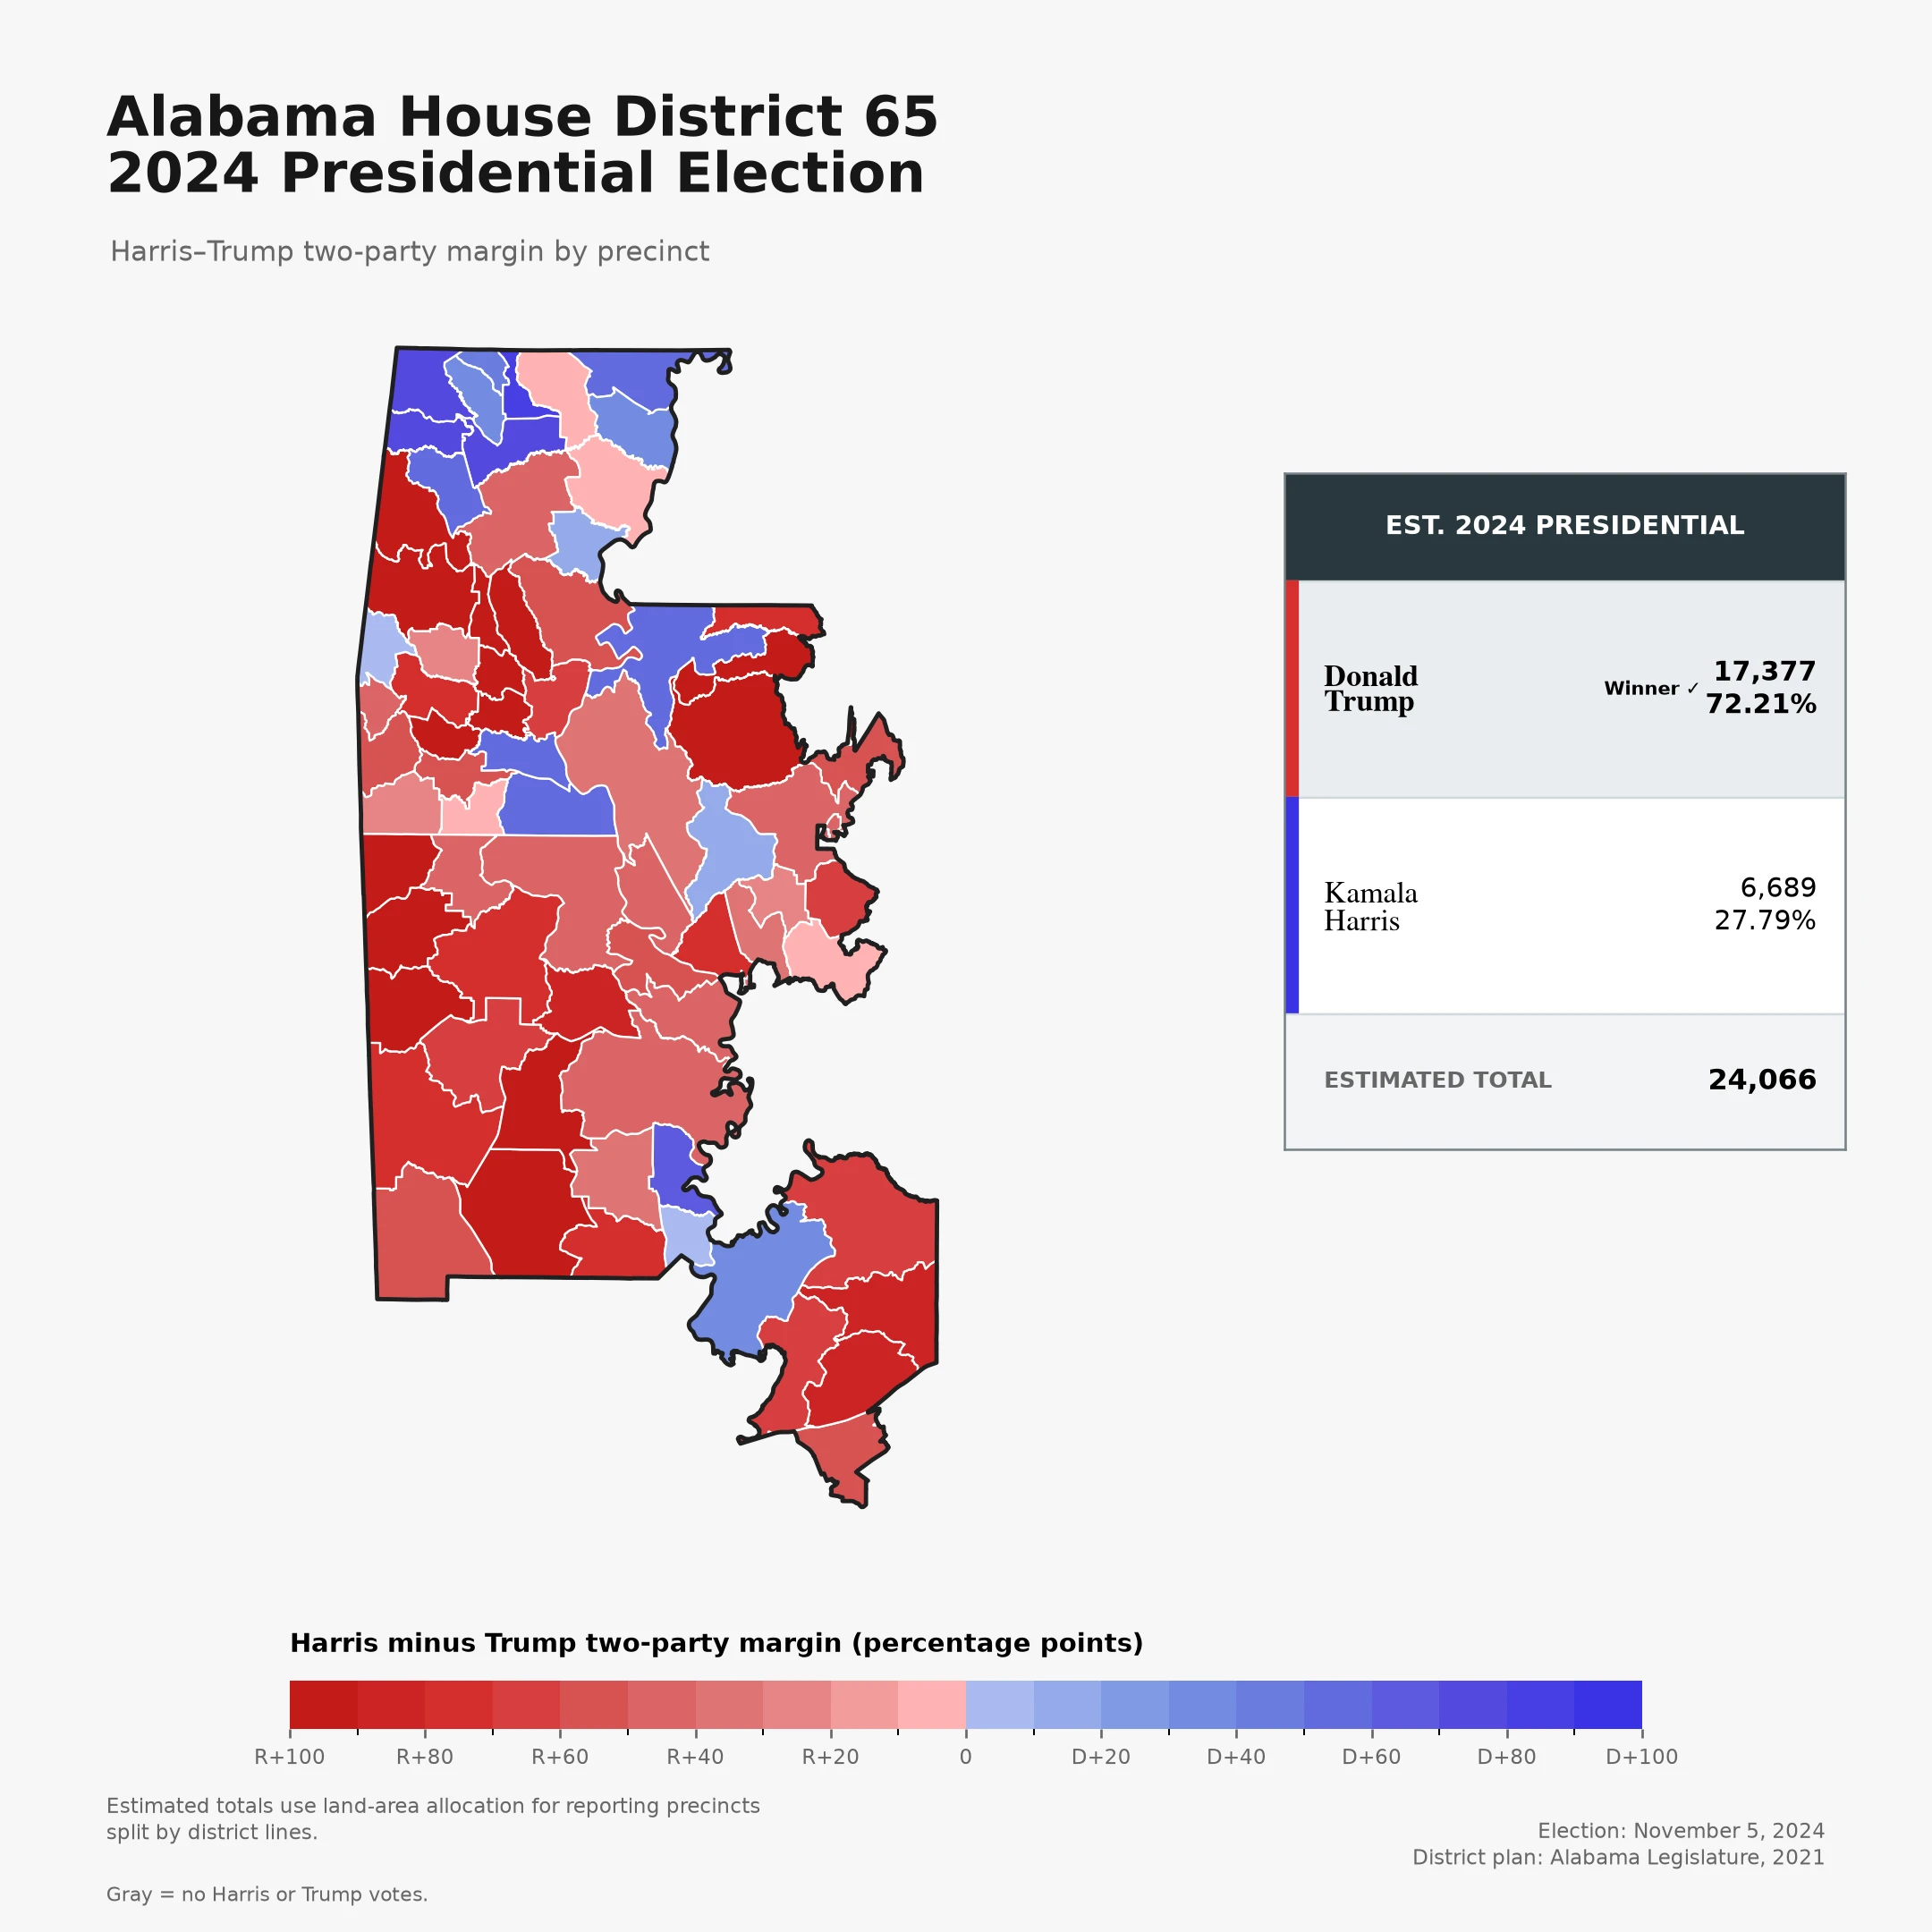 Alabama House District 65
2024 Presidential Election
Harris–Trump two-party margin by precinct
EST. 2024 PRESIDENTIAL
Donald
Trump
Winner ✓
17,377
72.21%
Kamala
Harris
6,689
27.79%
ESTIMATED TOTAL
24,066
Harris minus Trump two-party margin (percentage points)
R+100 R+80 R+60 R+40 R+20 0 D+20 D+40 D+60 D+80 D+100
Estimated totals use land-area allocation for reporting precincts
split by district lines.
Gray = no Harris or Trump votes.
Election: November 5, 2024
District plan: Alabama Legislature, 2021